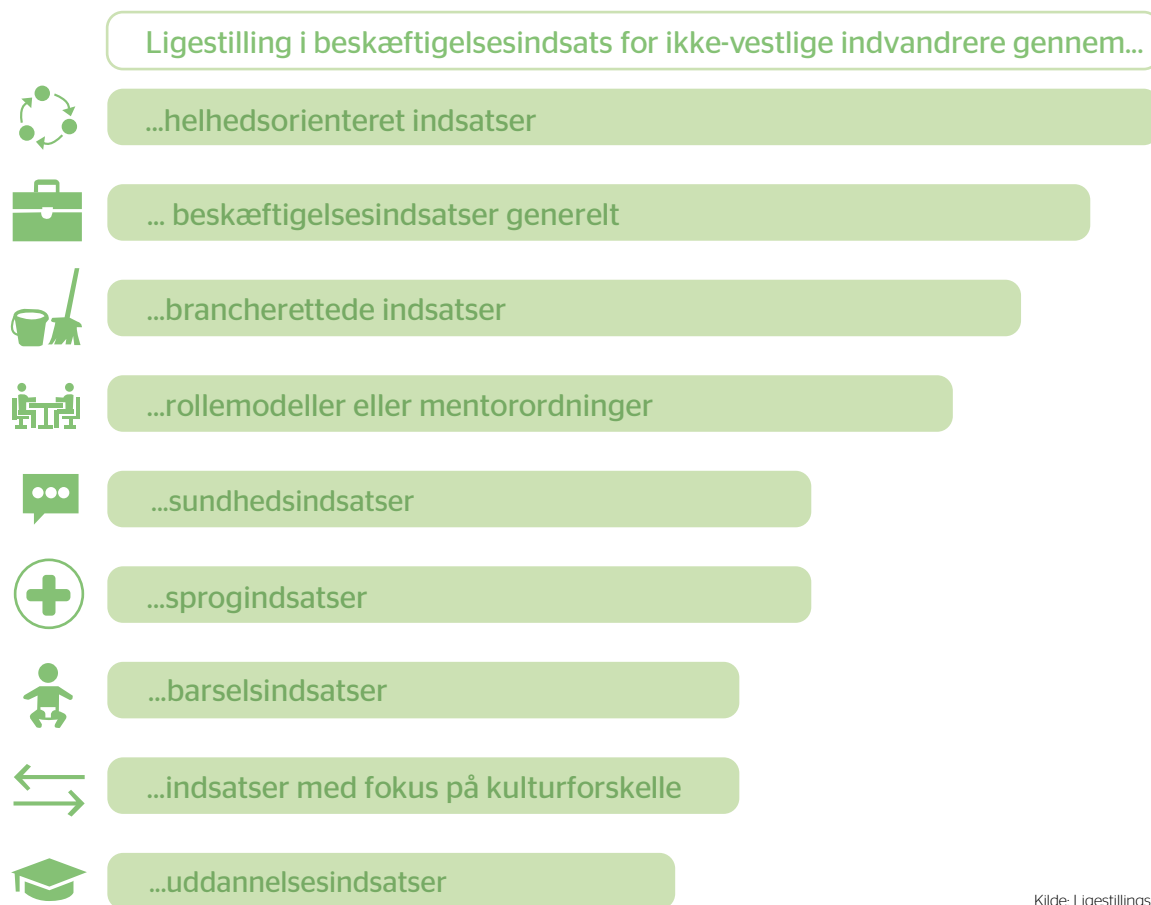 Ligestilling i beskæftigelsesindsats for ikke-vestlige indvandrere gennem...
...helhedsorienteret indsatser
... beskæftigelsesindsatser generelt
...brancherettede indsatser
...rollemodeller eller mentorordninger
...sundhedsindsatser
...sprogindsatser
...barselsindsatser
...indsatser med fokus på kulturforskelle
...uddannelsesindsatser
Kilde: Ligestillings